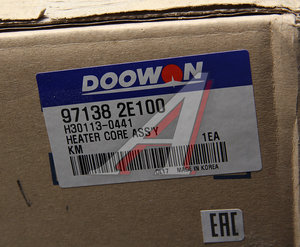 DOOWON
97138 2E100
H30113-0441
HEATER CORE ASS'Y 1EA
KM
MADE IN KOREA
EAC